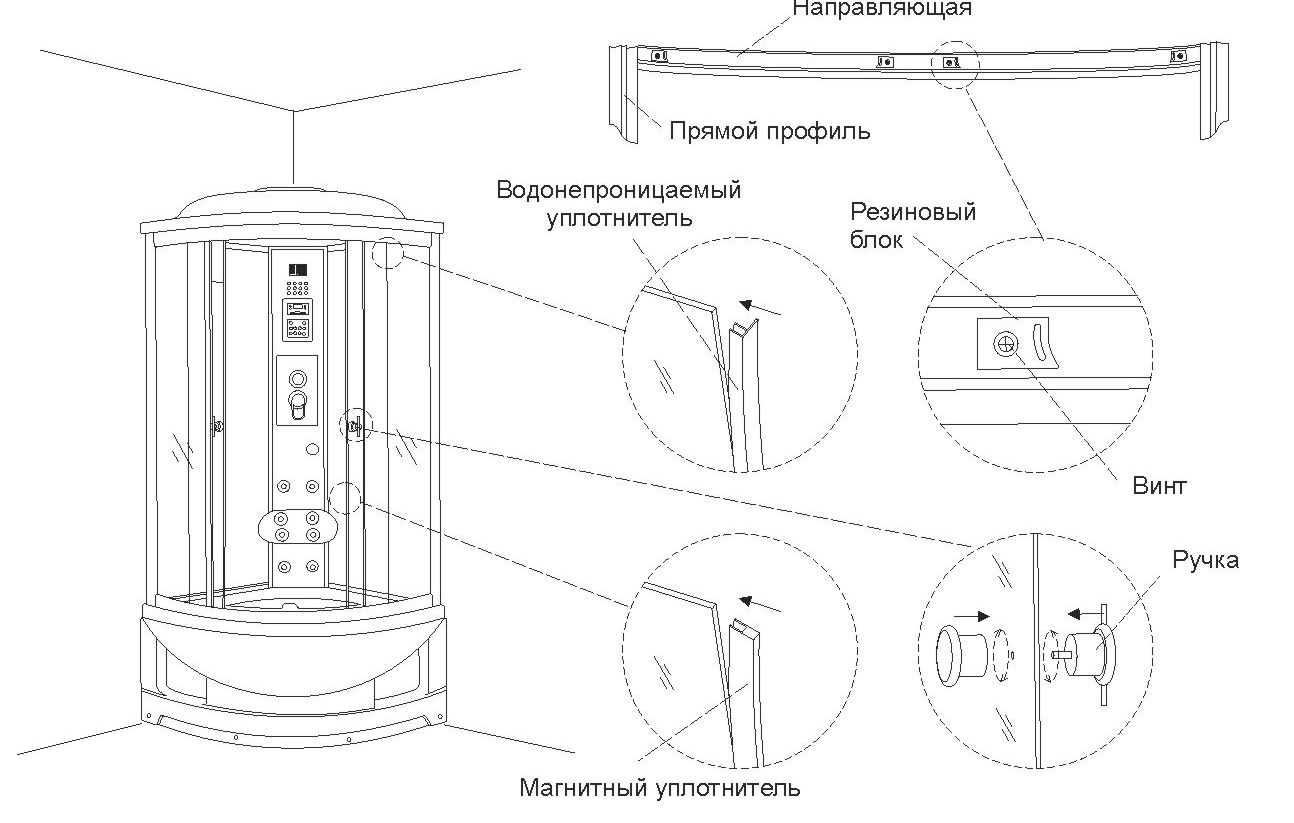 Направляющая
Прямой профиль
Водонепроницаемый
уплотнитель
Резиновый
блок
Винт
Ручка
Магнитный уплотнитель